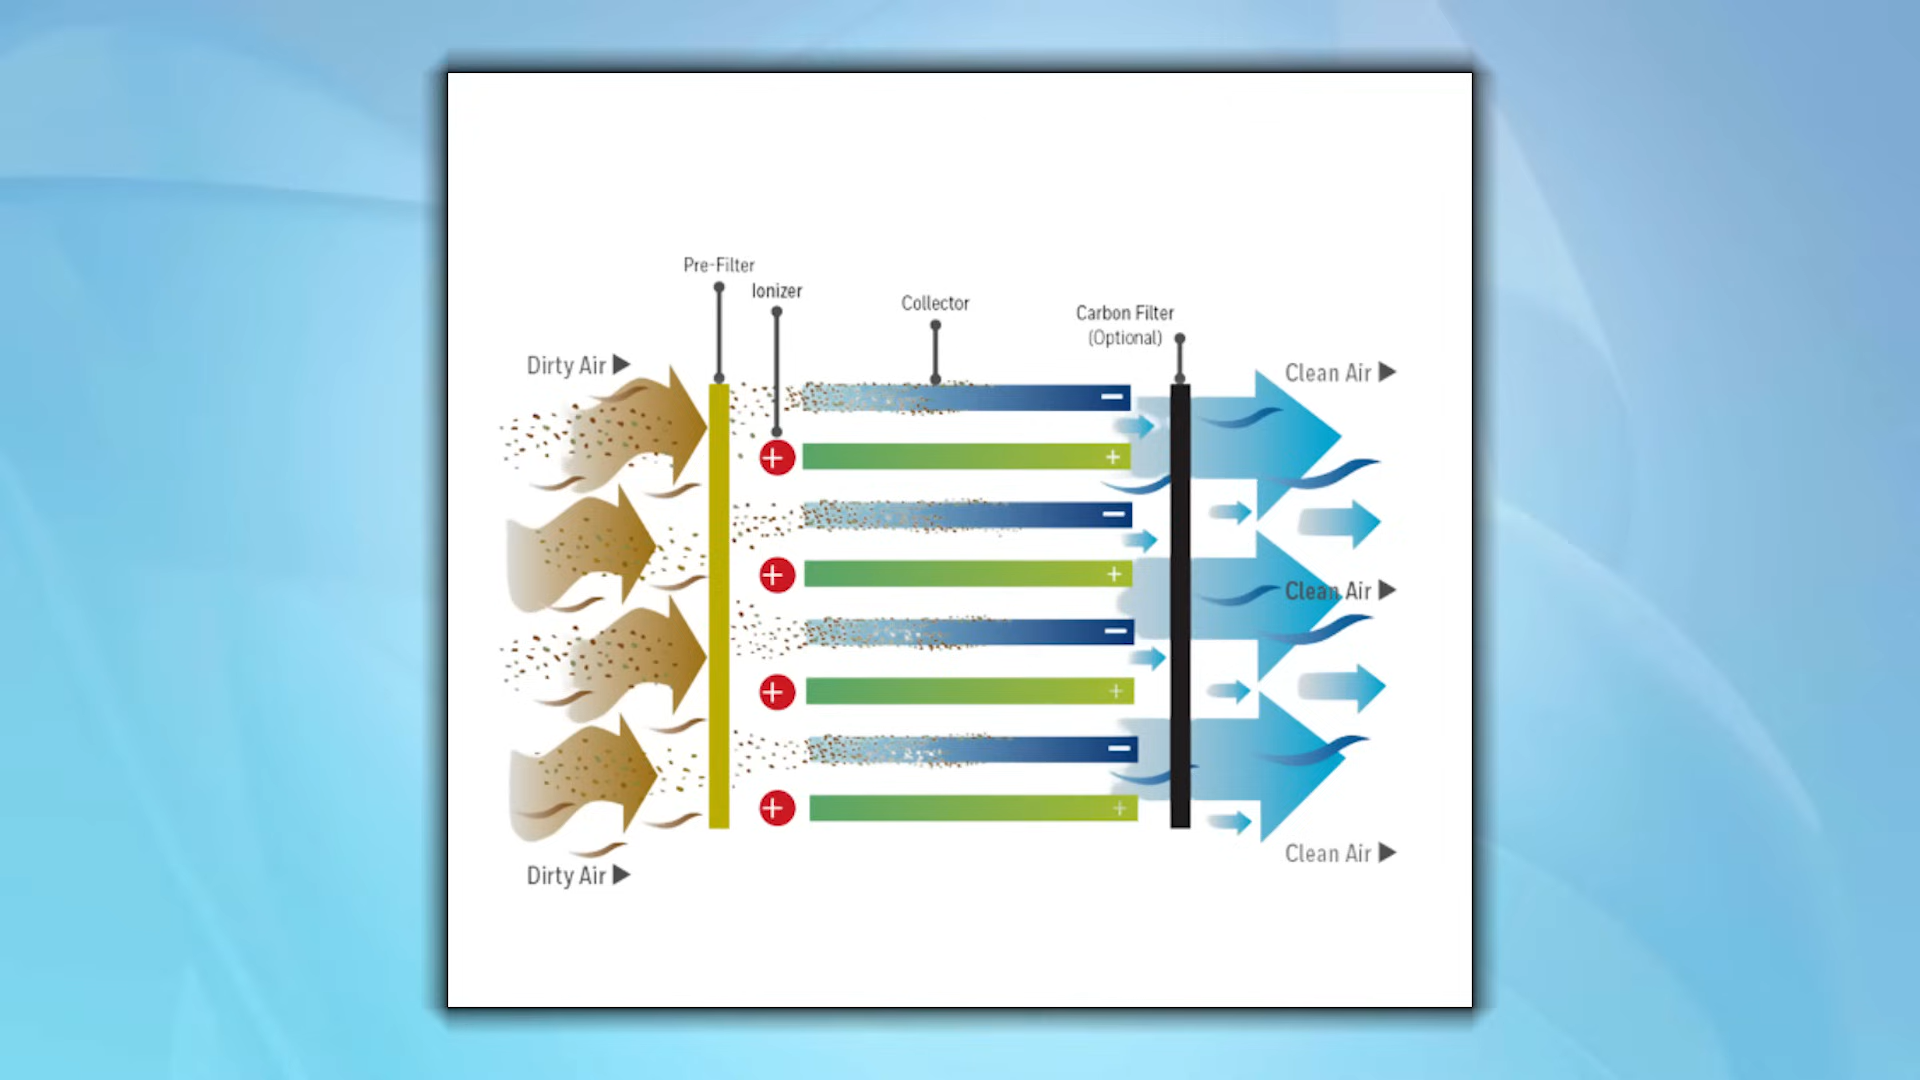 Pre-Filter
Ionizer
Collector
Carbon Filter
(Optional)
Dirty Air
Clean Air
−
+
+
−
+
+
Clean Air
−
+
+
−
+
+
Clean Air
Dirty Air